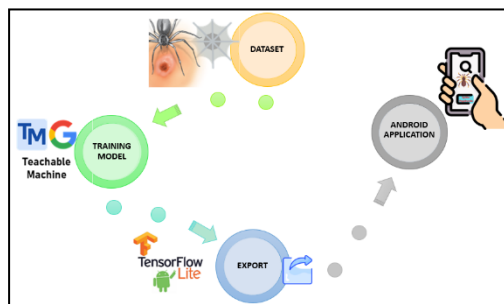 DATASET
TM G
Teachable
Machine
TRAINING
MODEL
ANDROID
APPLICATION
TensorFlow
Lite
EXPORT